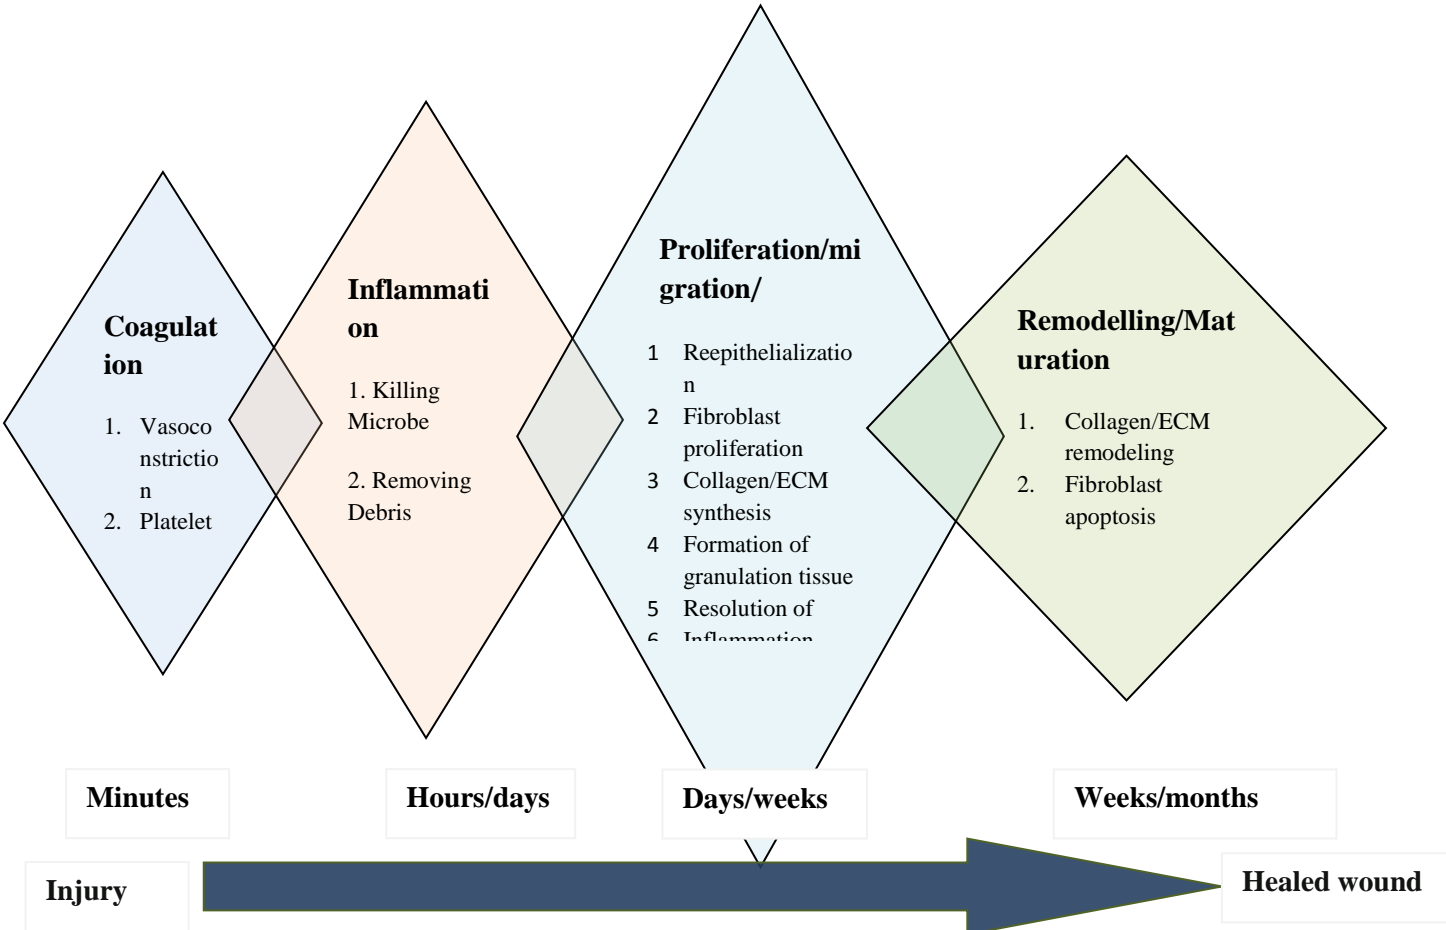 Coagulat
ion
1. Vasoco
nstrictio
n
2. Platelet
Inflammati
on
1. Killing
Microbe
2. Removing
Debris
Proliferation/mi
gration/
1 Reepithelializatio
n
2 Fibroblast
proliferation
3 Collagen/ECM
synthesis
4 Formation of
granulation tissue
5 Resolution of
6 Inflammation
Remodelling/Mat
uration
1. Collagen/ECM
remodeling
2. Fibroblast
apoptosis
Minutes
Hours/days
Days/weeks
Weeks/months
Injury
Healed wound